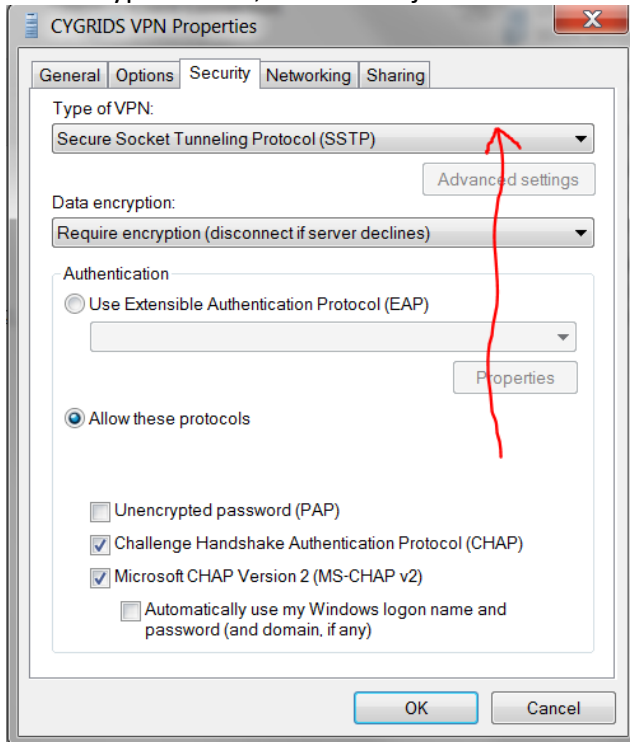 CYGRIDS VPN Properties
General Options Security Networking Sharing
Type of VPN:
Secure Socket Tunneling Protocol (SSTP)
Advanced settings
Data encryption:
Require encryption (disconnect if server declines)
Authentication
Use Extensible Authentication Protocol (EAP)
Properties
Allow these protocols
Unencrypted password (PAP)
Challenge Handshake Authentication Protocol (CHAP)
Microsoft CHAP Version 2 (MS-CHAP v2)
Automatically use my Windows logon name and
password (and domain, if any)
OK Cancel